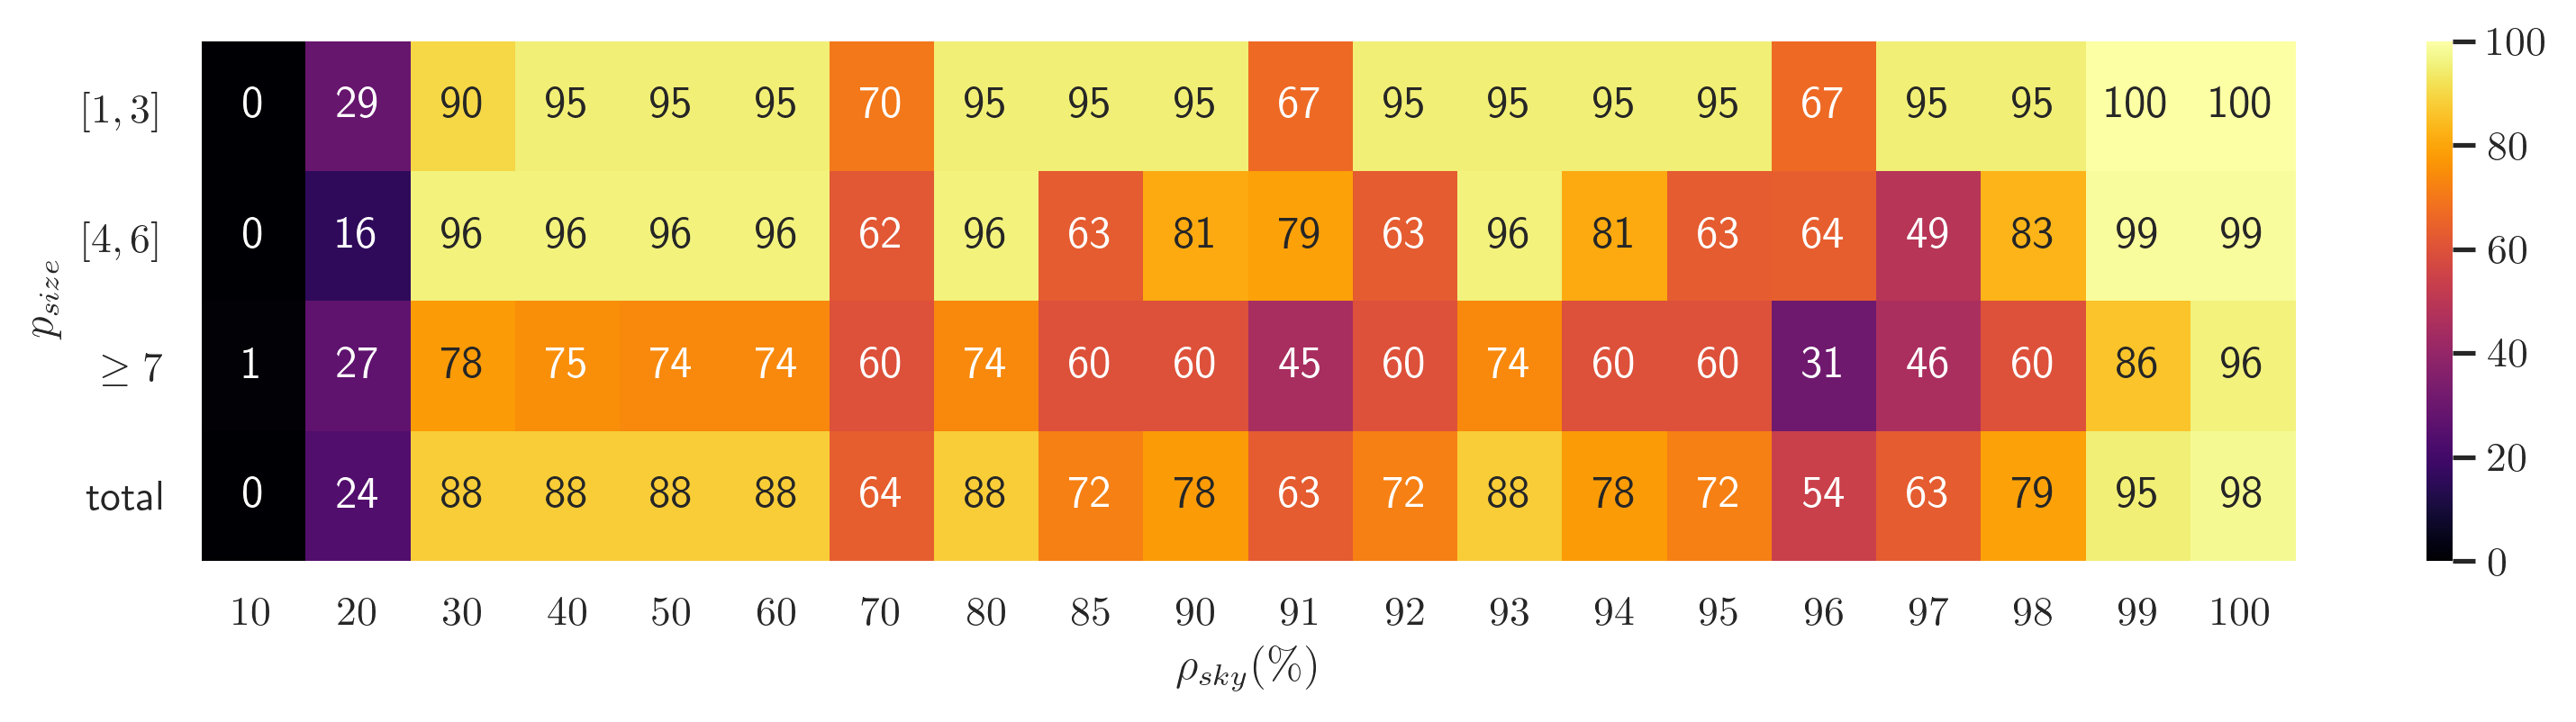 [1, 3] 0 29 90 95 95 95 70 95 95 95 67 95 95 95 95 67 95 95 100 100
[4, 6] 0 16 96 96 96 96 62 96 63 81 79 63 96 81 63 64 49 83 99 99
≥ 7 1 27 78 75 74 74 60 74 60 60 45 60 74 60 60 31 46 60 86 96
total 0 24 88 88 88 88 64 88 72 78 63 72 88 78 72 54 63 79 95 98
10 20 30 40 50 60 70 80 85 90 91 92 93 94 95 96 97 98 99 100
ρ_sky(%)
p_size
100
80
60
40
20
0